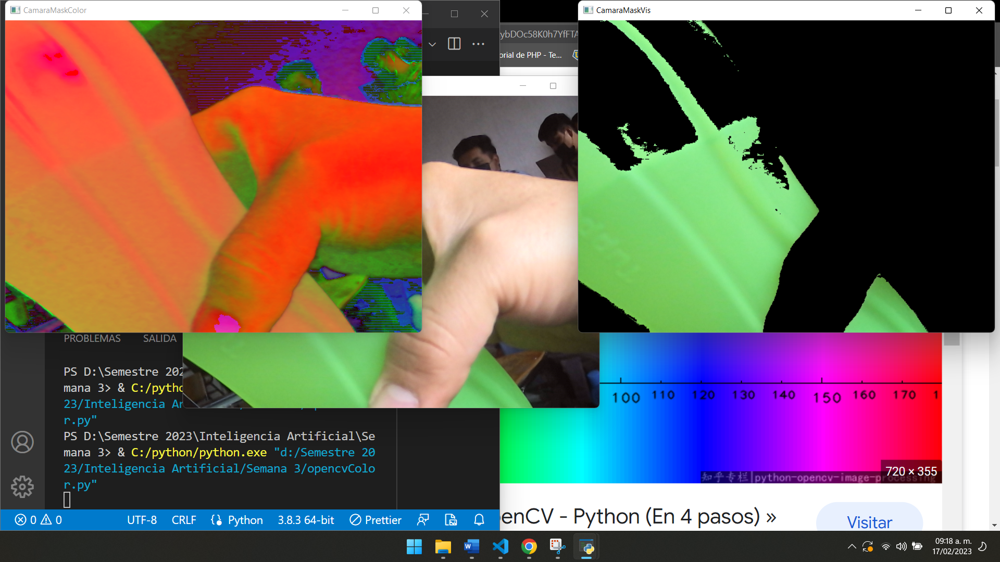 CamaraMaskColor
CamaraMaskVis
ybDOc58K0h7YfFTA
orial de PHP - Te...
PROBLEMAS
SALIDA
PS D:\Semestre 202
mana 3> & C:/pytho
23/Inteligencia Ar
r.py"
PS D:\Semestre 2023\Inteligencia Artificial\Se
mana 3> & C:/python/python.exe "d:/Semestre 20
23/Inteligencia Artificial/Semana 3/opencvColo
r.py"
100 110 120 130 140 150 160 170 1
720 × 355
知乎专栏|python-opencv-image-processing
penCV - Python (En 4 pasos) »
Visitar
0 0
UTF-8
CRLF
Python
3.8.3 64-bit
Prettier
09:18 a. m.
17/02/2023